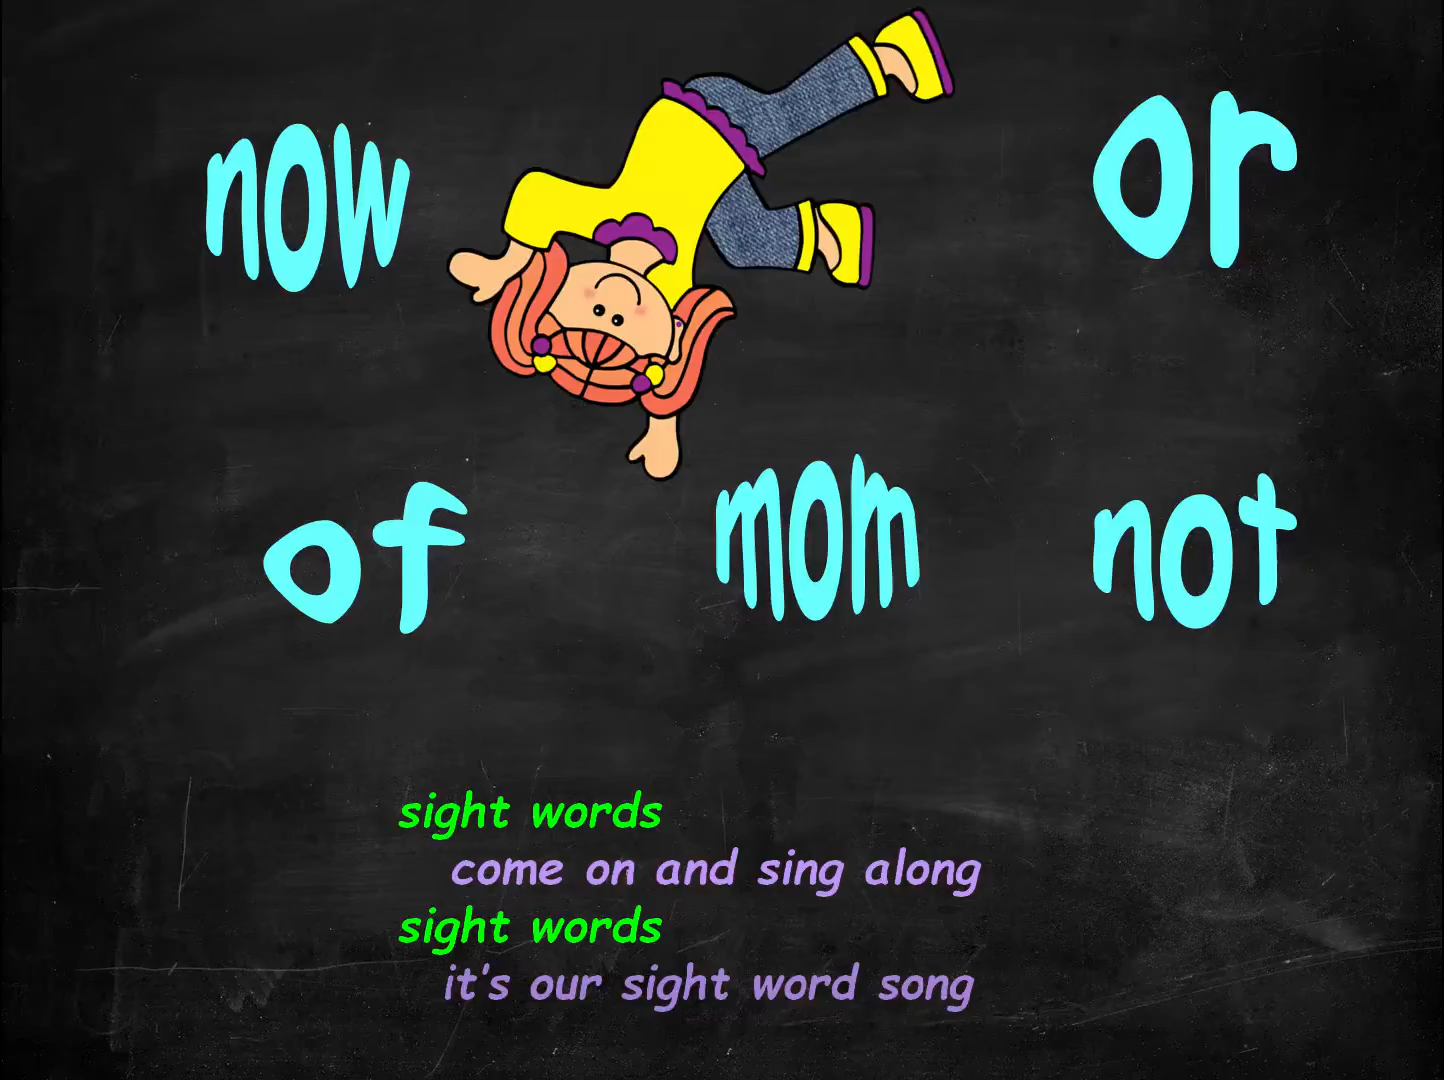 now or
of mom not
sight words
come on and sing along
sight words
it's our sight word song